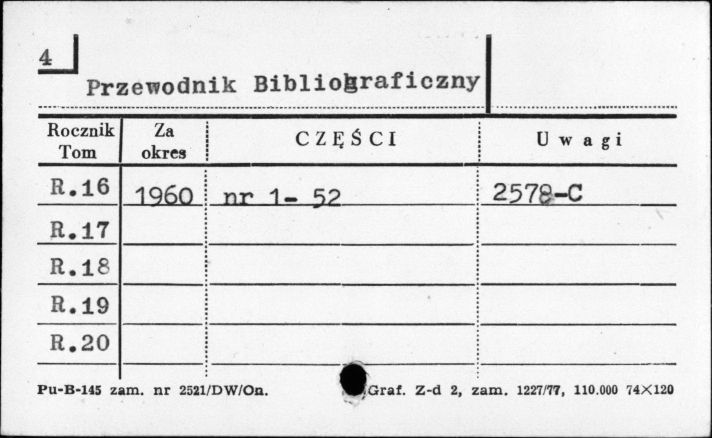 4
Przewodnik Bibliograficzny
Rocznik Tom Za okres CZĘŚCI Uwagi
R.16 1960 nr 1- 52 2578-C
R.17
R.18
R.19
R.20
Pu-B-145 zam. nr 2521/DW/On. Graf. Z-d 2, zam. 1227/77, 110.000 74×120